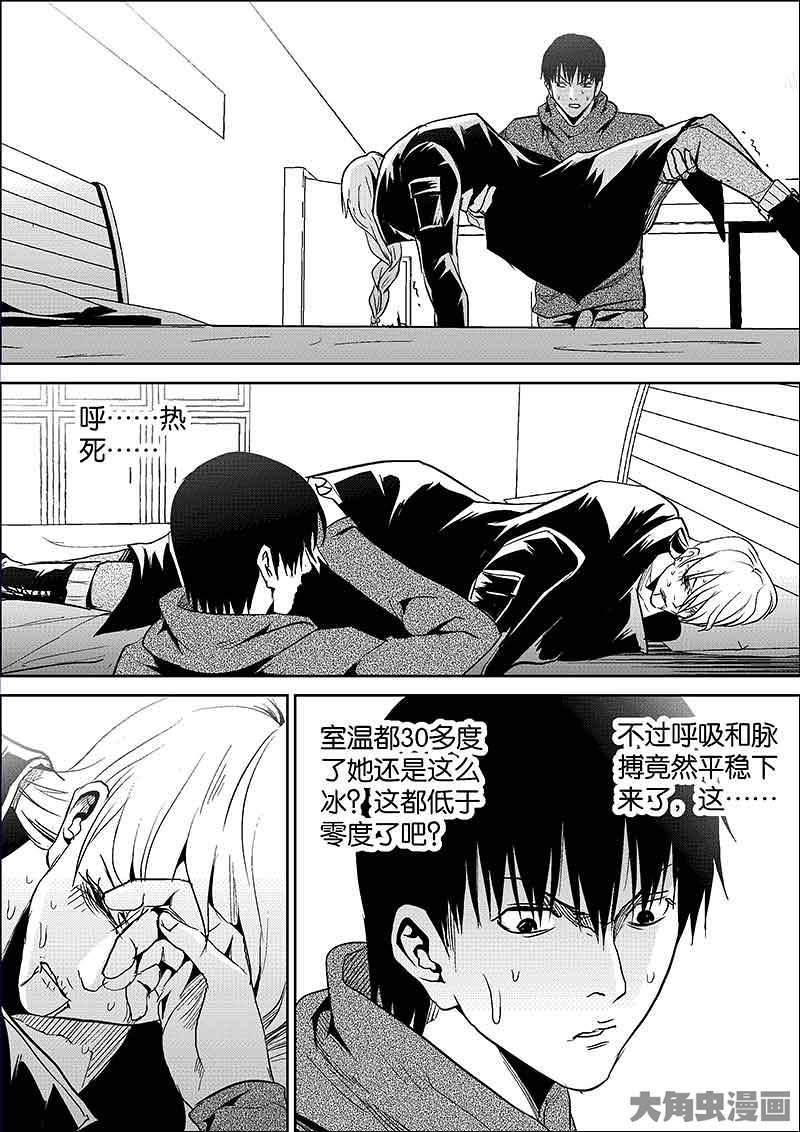 呼……热
死……
室温都30多度
了她还是这么
冰？这都低于
零度了吧？
不过呼吸和脉
搏竟然平稳下
来了，这……
大角虫漫画